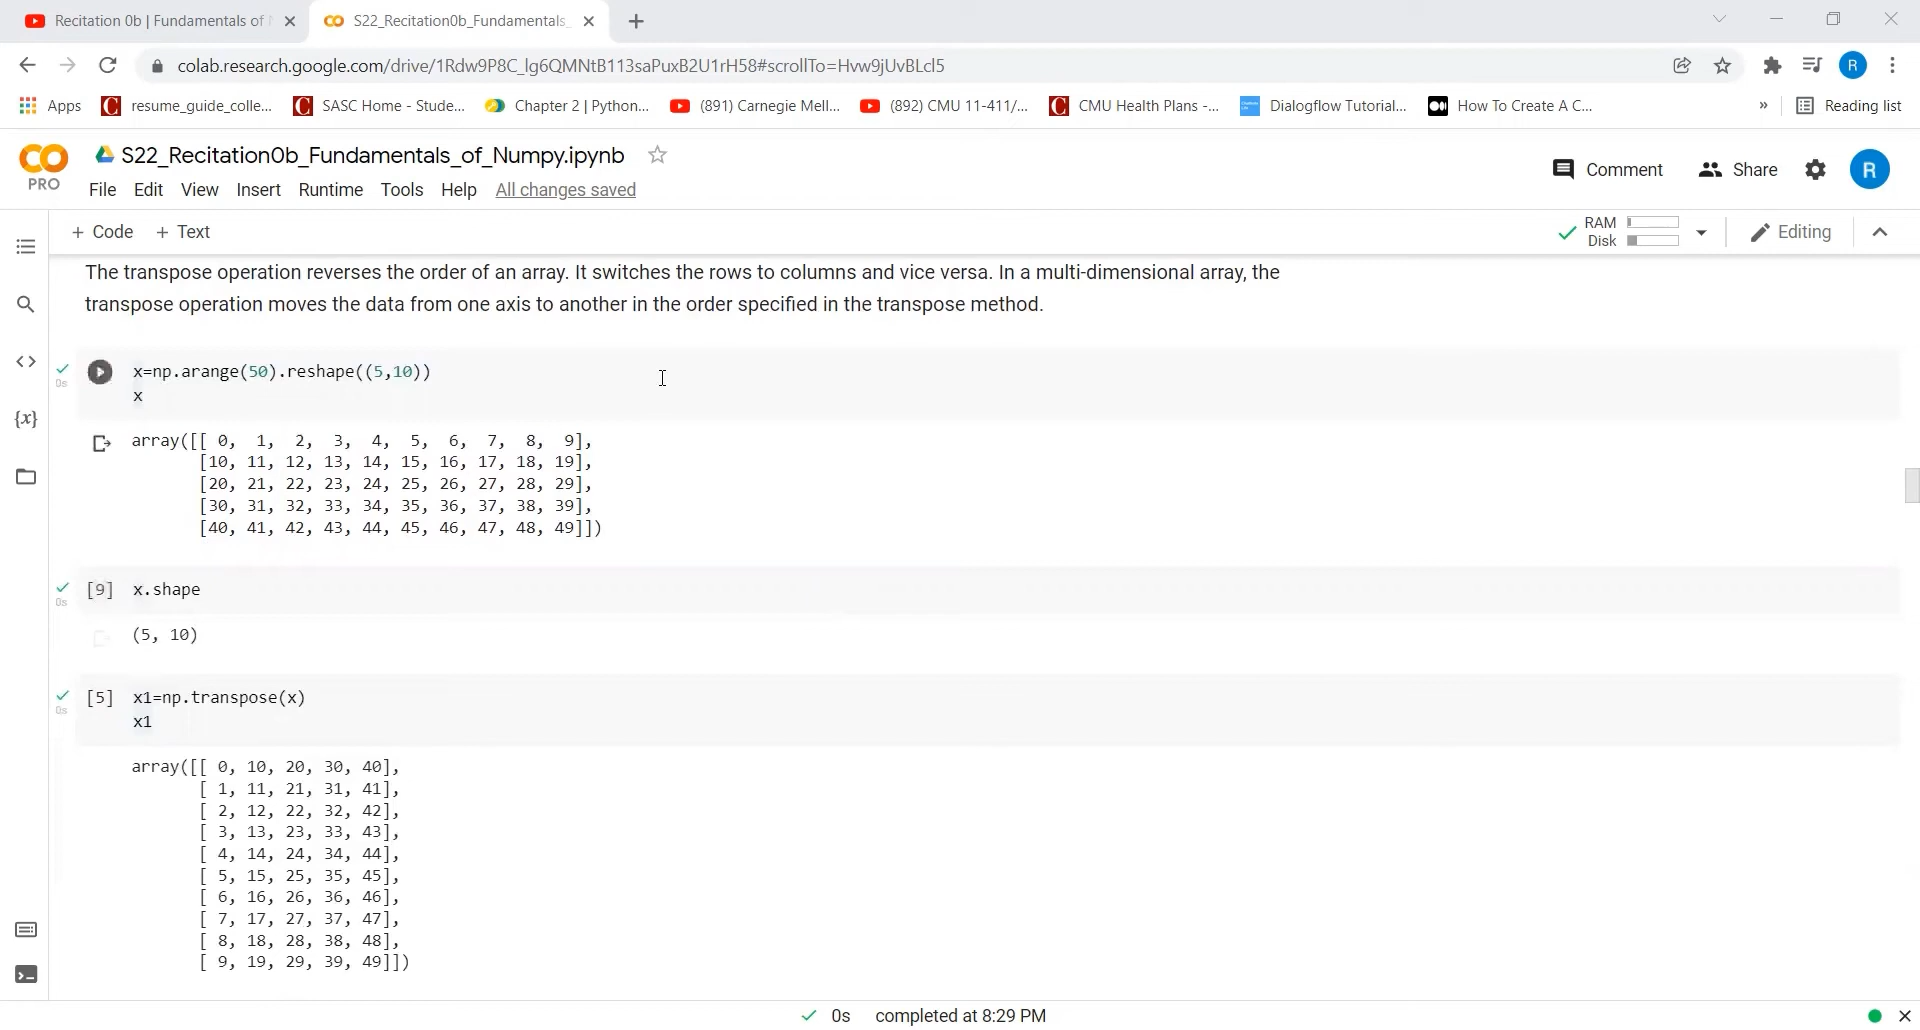 Recitation 0b | Fundamentals of
S22_Recitation0b_Fundamentals_
colab.research.google.com/drive/1Rdw9P8C_lg6QMNtB113saPuxB2U1rH58#scrollTo=Hvw9jUvBLcl5
R
Apps
resume_guide_colle...
SASC Home - Stude...
Chapter 2 | Python...
(891) Carnegie Mell...
(892) CMU 11-411/...
CMU Health Plans -...
Dialogflow Tutorial...
How To Create A C...
»
Reading list
CO
PRO
S22_Recitation0b_Fundamentals_of_Numpy.ipynb
Comment
Share
R
File Edit View Insert Runtime Tools Help All changes saved
+ Code + Text
RAM
Disk
Editing
The transpose operation reverses the order of an array. It switches the rows to columns and vice versa. In a multi-dimensional array, the
transpose operation moves the data from one axis to another in the order specified in the transpose method.
x=np.arange(50).reshape((5,10))
0s
x
array([[ 0, 1, 2, 3, 4, 5, 6, 7, 8, 9],
[10, 11, 12, 13, 14, 15, 16, 17, 18, 19],
[20, 21, 22, 23, 24, 25, 26, 27, 28, 29],
[30, 31, 32, 33, 34, 35, 36, 37, 38, 39],
[40, 41, 42, 43, 44, 45, 46, 47, 48, 49]])
{x}
[9] x.shape
0s
(5, 10)
[5] x1=np.transpose(x)
0s
x1
array([[ 0, 10, 20, 30, 40],
[ 1, 11, 21, 31, 41],
[ 2, 12, 22, 32, 42],
[ 3, 13, 23, 33, 43],
[ 4, 14, 24, 34, 44],
[ 5, 15, 25, 35, 45],
[ 6, 16, 26, 36, 46],
[ 7, 17, 27, 37, 47],
[ 8, 18, 28, 38, 48],
[ 9, 19, 29, 39, 49]])
0s completed at 8:29 PM